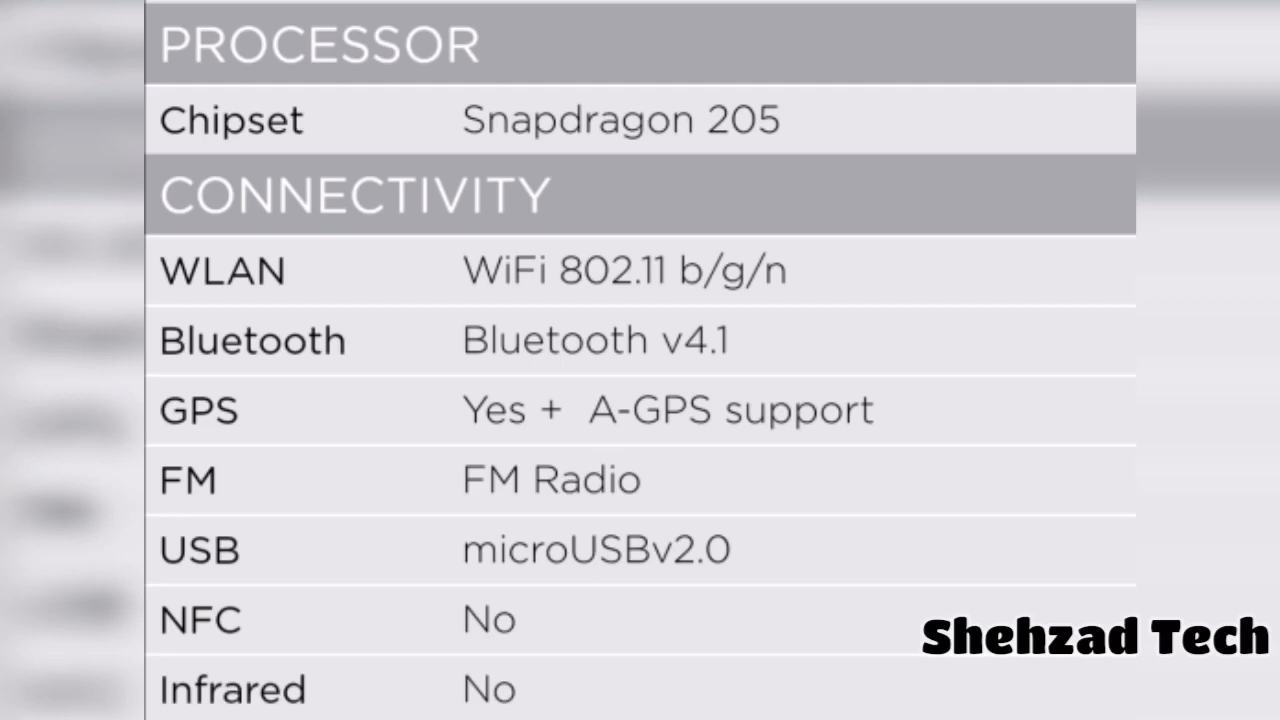 PROCESSOR
Chipset Snapdragon 205
CONNECTIVITY
WLAN WiFi 802.11 b/g/n
Bluetooth Bluetooth v4.1
GPS Yes + A-GPS support
FM FM Radio
USB microUSBv2.0
NFC No
Shehzad Tech
Infrared No